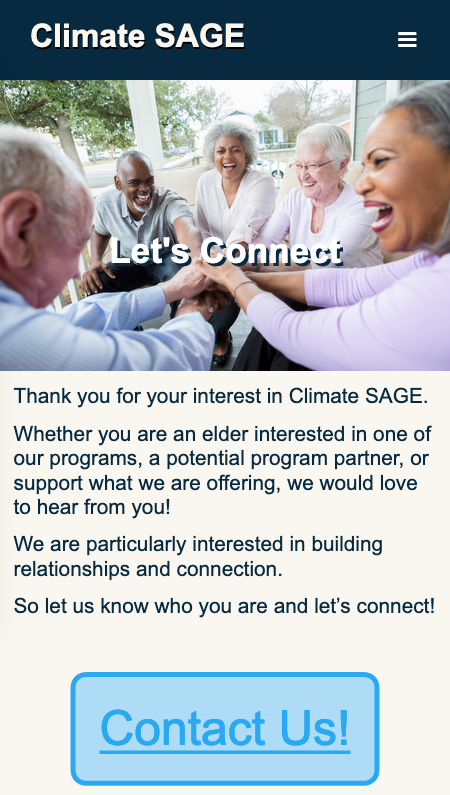 Climate SAGE
Let's Connect
Thank you for your interest in Climate SAGE.
Whether you are an elder interested in one of
our programs, a potential program partner, or
support what we are offering, we would love
to hear from you!
We are particularly interested in building
relationships and connection.
So let us know who you are and let’s connect!
Contact Us!